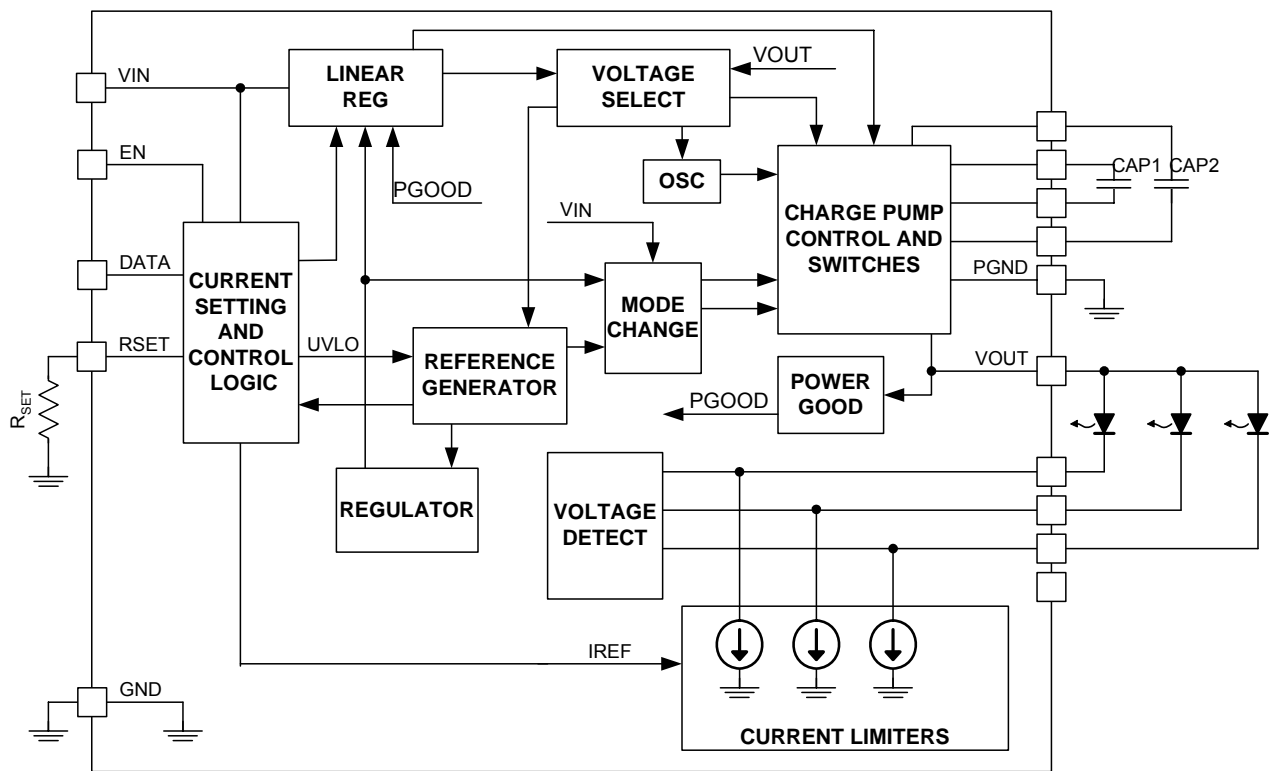 VIN
LINEAR
REG
VOLTAGE
SELECT
VOUT
EN
PGOOD
OSC
CAP1
CAP2
VIN
CHARGE PUMP
CONTROL AND
SWITCHES
DATA
CURRENT
SETTING
AND
CONTROL
LOGIC
MODE
CHANGE
PGND
RSET
UVLO
REFERENCE
GENERATOR
POWER
GOOD
VOUT
PGOOD
RSET
REGULATOR
VOLTAGE
DETECT
IREF
GND
CURRENT LIMITERS